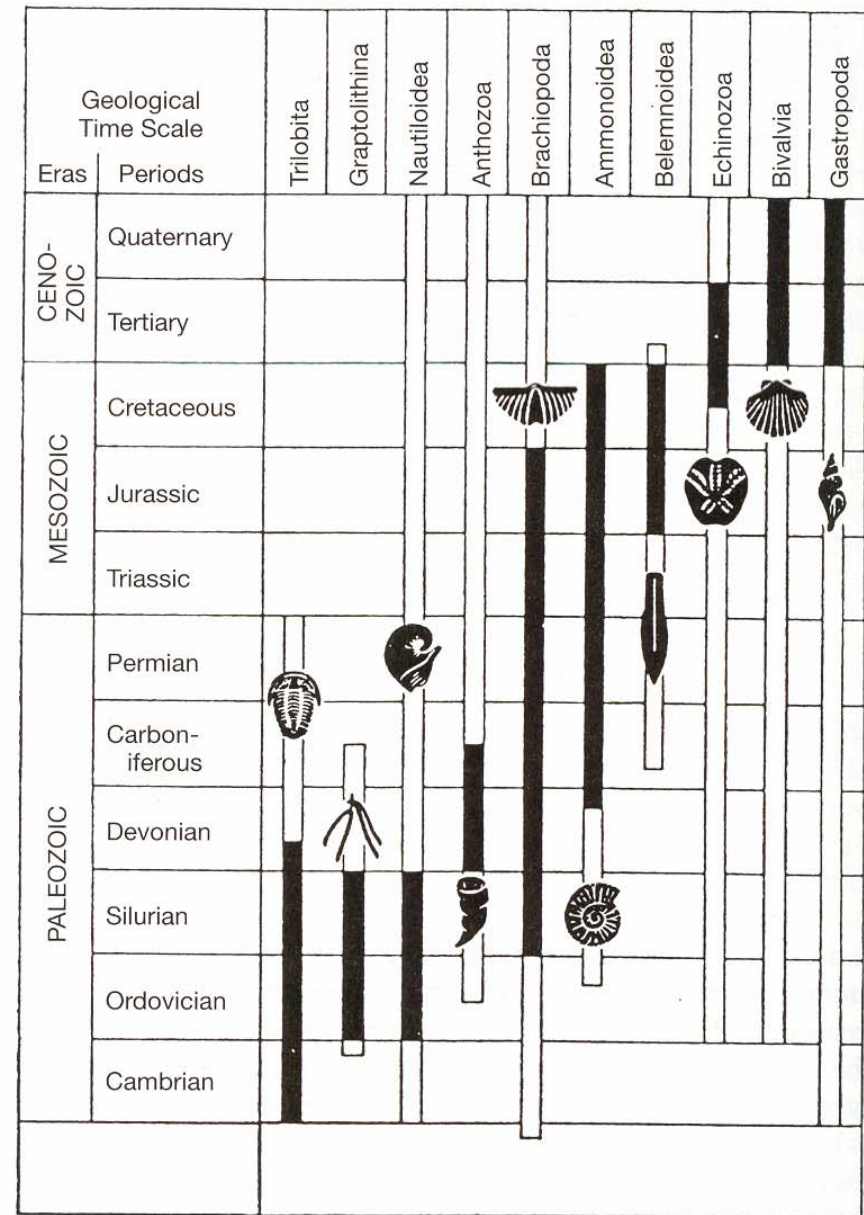 Geological
Time Scale
Eras
Periods
Trilobita
Graptolithina
Nautiloidea
Anthozoa
Brachiopoda
Ammonoidea
Belemnoidea
Echinozoa
Bivalvia
Gastropoda
CENO-
ZOIC
Quaternary
Tertiary
MESOZOIC
Cretaceous
Jurassic
Triassic
PALEOZOIC
Permian
Carbon-
iferous
Devonian
Silurian
Ordovician
Cambrian